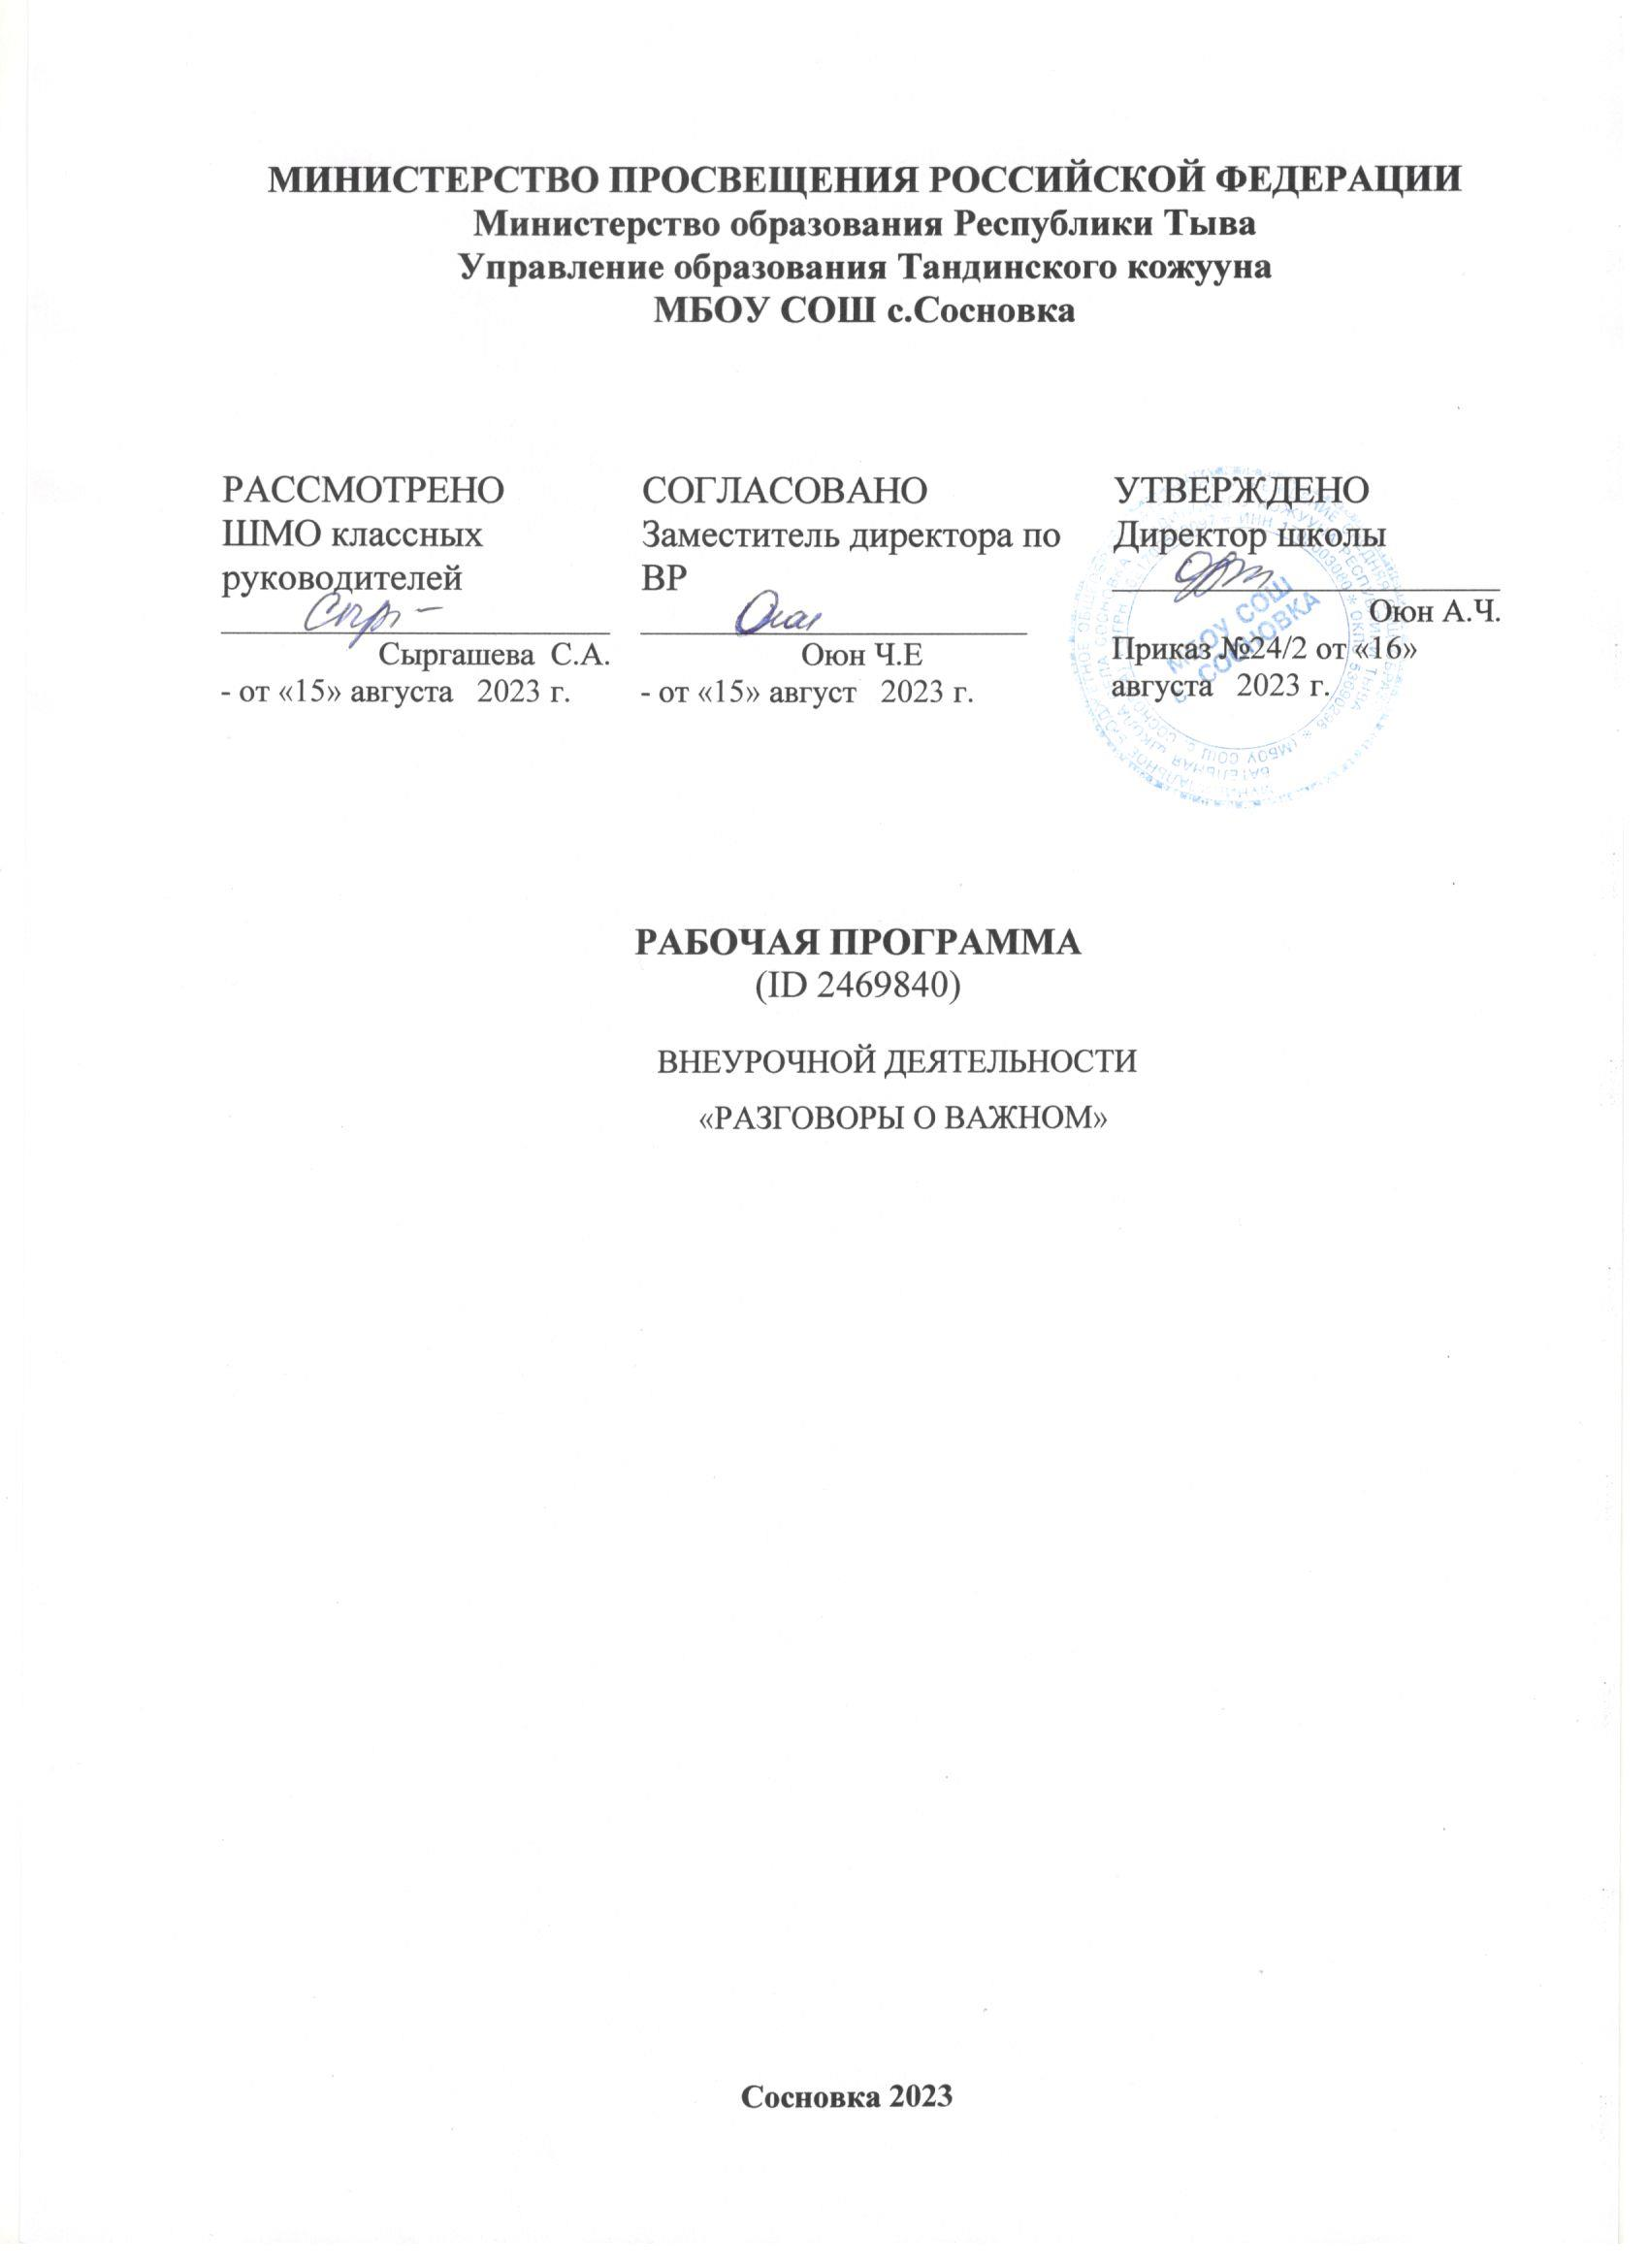 МИНИСТЕРСТВО ПРОСВЕЩЕНИЯ РОССИЙСКОЙ ФЕДЕРАЦИИ
Министерство образования Республики Тыва
Управление образования Тандинского кожууна
МБОУ СОШ с.Сосновка
РАССМОТРЕНО
ШМО классных
руководителей
Сыргашева С.А.
- от «15» августа 2023 г.
СОГЛАСОВАНО
Заместитель директора по
ВР
Оюн Ч.Е
- от «15» август 2023 г.
УТВЕРЖДЕНО
Директор школы
Оюн А.Ч.
Приказ №24/2 от «16»
августа 2023 г.
МБОУ СОШ
с. СОСНОВКА
РАБОЧАЯ ПРОГРАММА
(ID 2469840)
ВНЕУРОЧНОЙ ДЕЯТЕЛЬНОСТИ
«РАЗГОВОРЫ О ВАЖНОМ»
Сосновка 2023